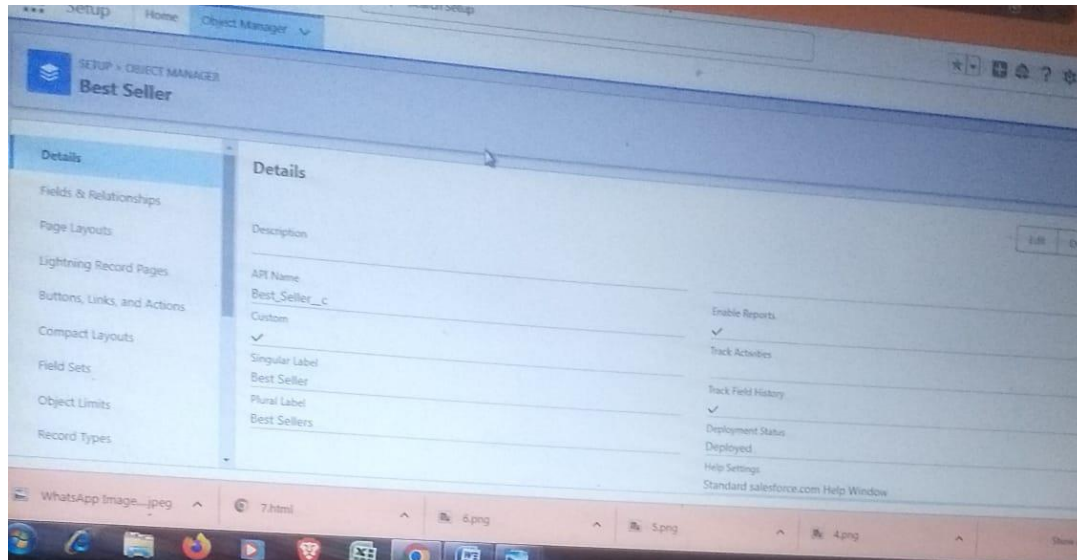 Setup
Home
Object Manager
Search Setup
SETUP > OBJECT MANAGER
Best Seller
Details
Fields & Relationships
Page Layouts
Lightning Record Pages
Buttons, Links, and Actions
Compact Layouts
Field Sets
Object Limits
Record Types
Details
Edit
Description
API Name
Best_Seller__c
Custom
Singular Label
Best Seller
Plural Label
Best Sellers
Enable Reports
Track Activities
Track Field History
Deployment Status
Deployed
Help Settings
Standard salesforce.com Help Window
WhatsApp Image....jpeg
7.html
6.png
5.png
4.png
Show